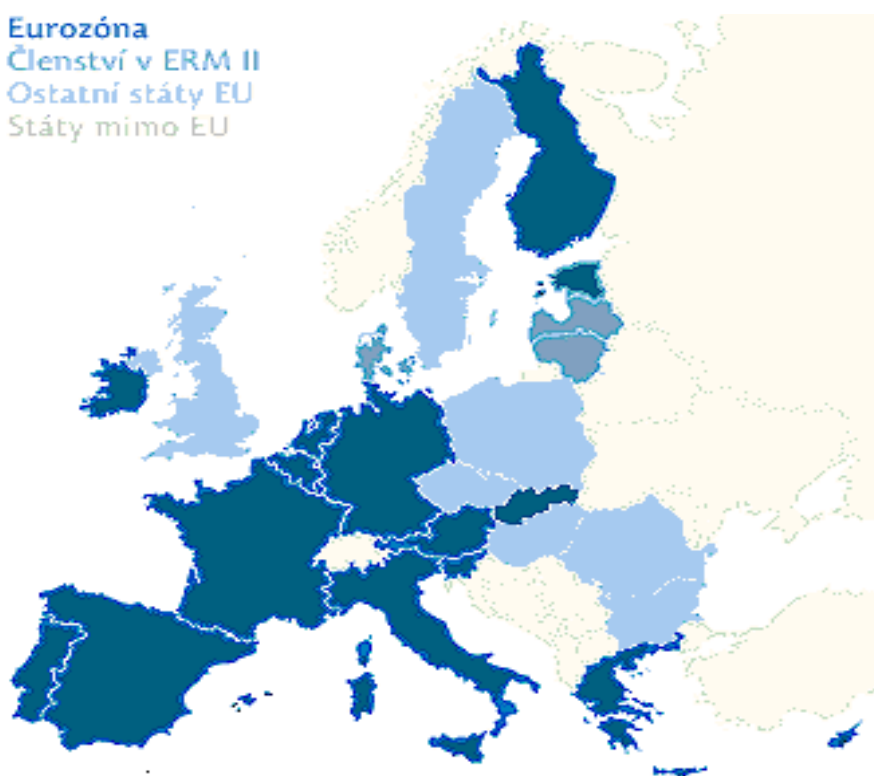 Eurozóna
Členství v ERM II
Ostatní státy EU
Státy mimo EU